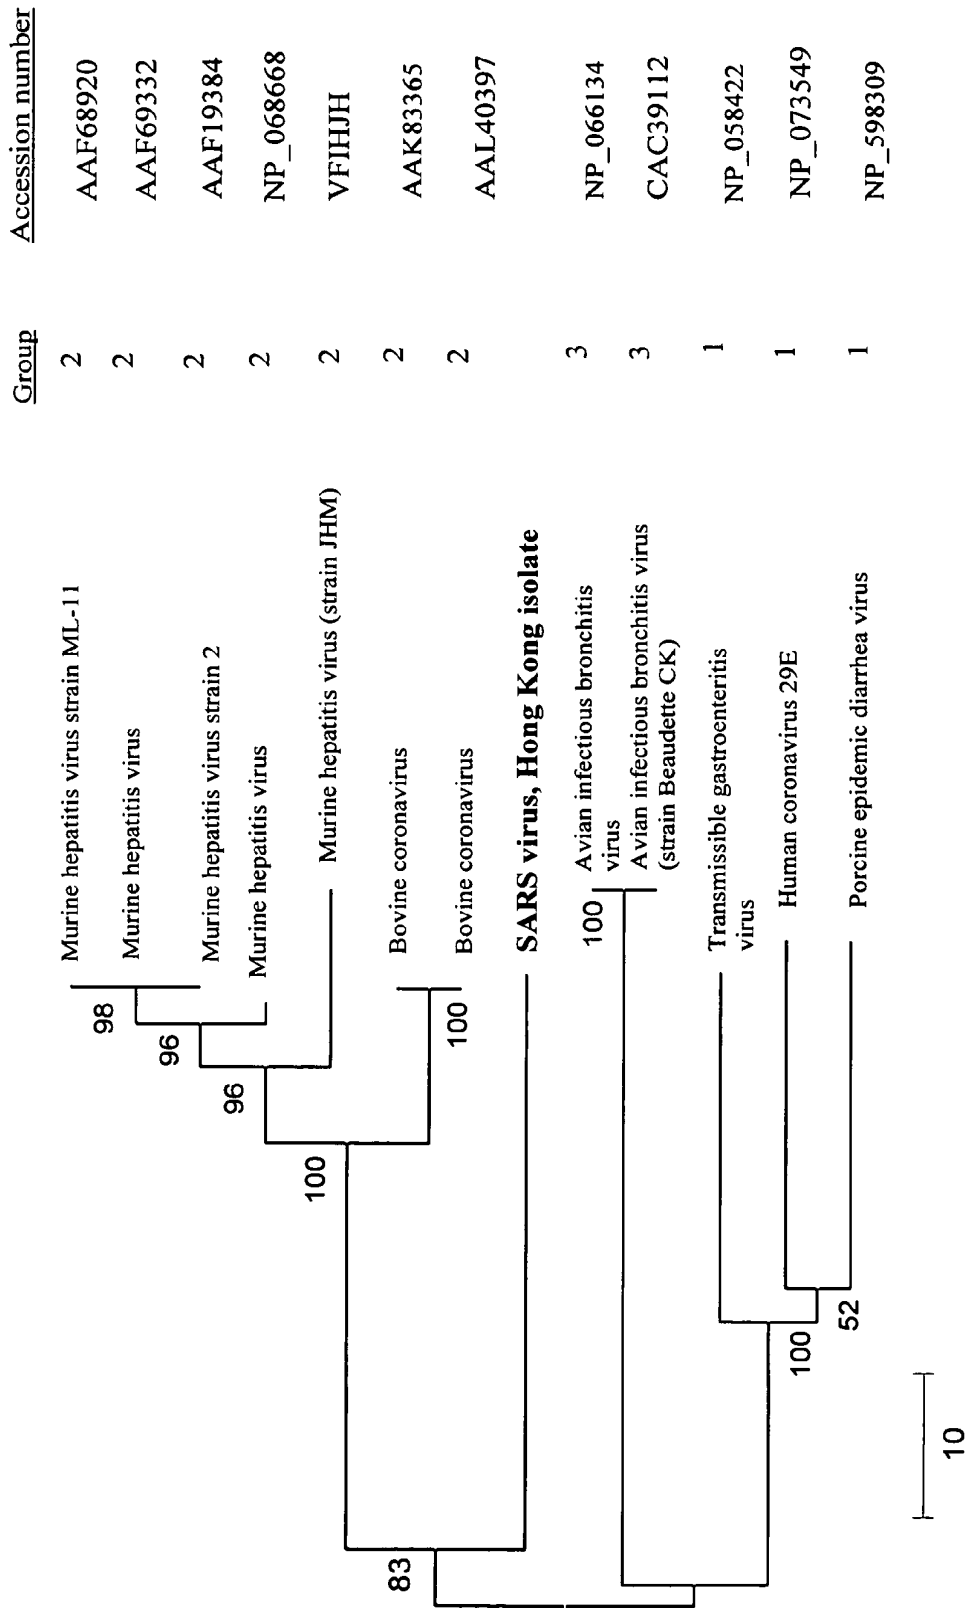 Group Accession number
Murine hepatitis virus strain ML-11 2 AAF68920
98
Murine hepatitis virus 2 AAF69332
96
Murine hepatitis virus strain 2 2 AAF19384
96
Murine hepatitis virus 2 NP_068668
100
Murine hepatitis virus (strain JHM) 2 VFIHJH
Bovine coronavirus 2 AAK83365
100
Bovine coronavirus 2 AAL40397
83
SARS virus, Hong Kong isolate
Avian infectious bronchitis 3 NP_066134
virus
100
Avian infectious bronchitis virus 3 CAC39112
(strain Beaudette CK)
Transmissible gastroenteritis 1 NP_058422
virus
100
Human coronavirus 29E 1 NP_073549
52
Porcine epidemic diarrhea virus 1 NP_598309
10